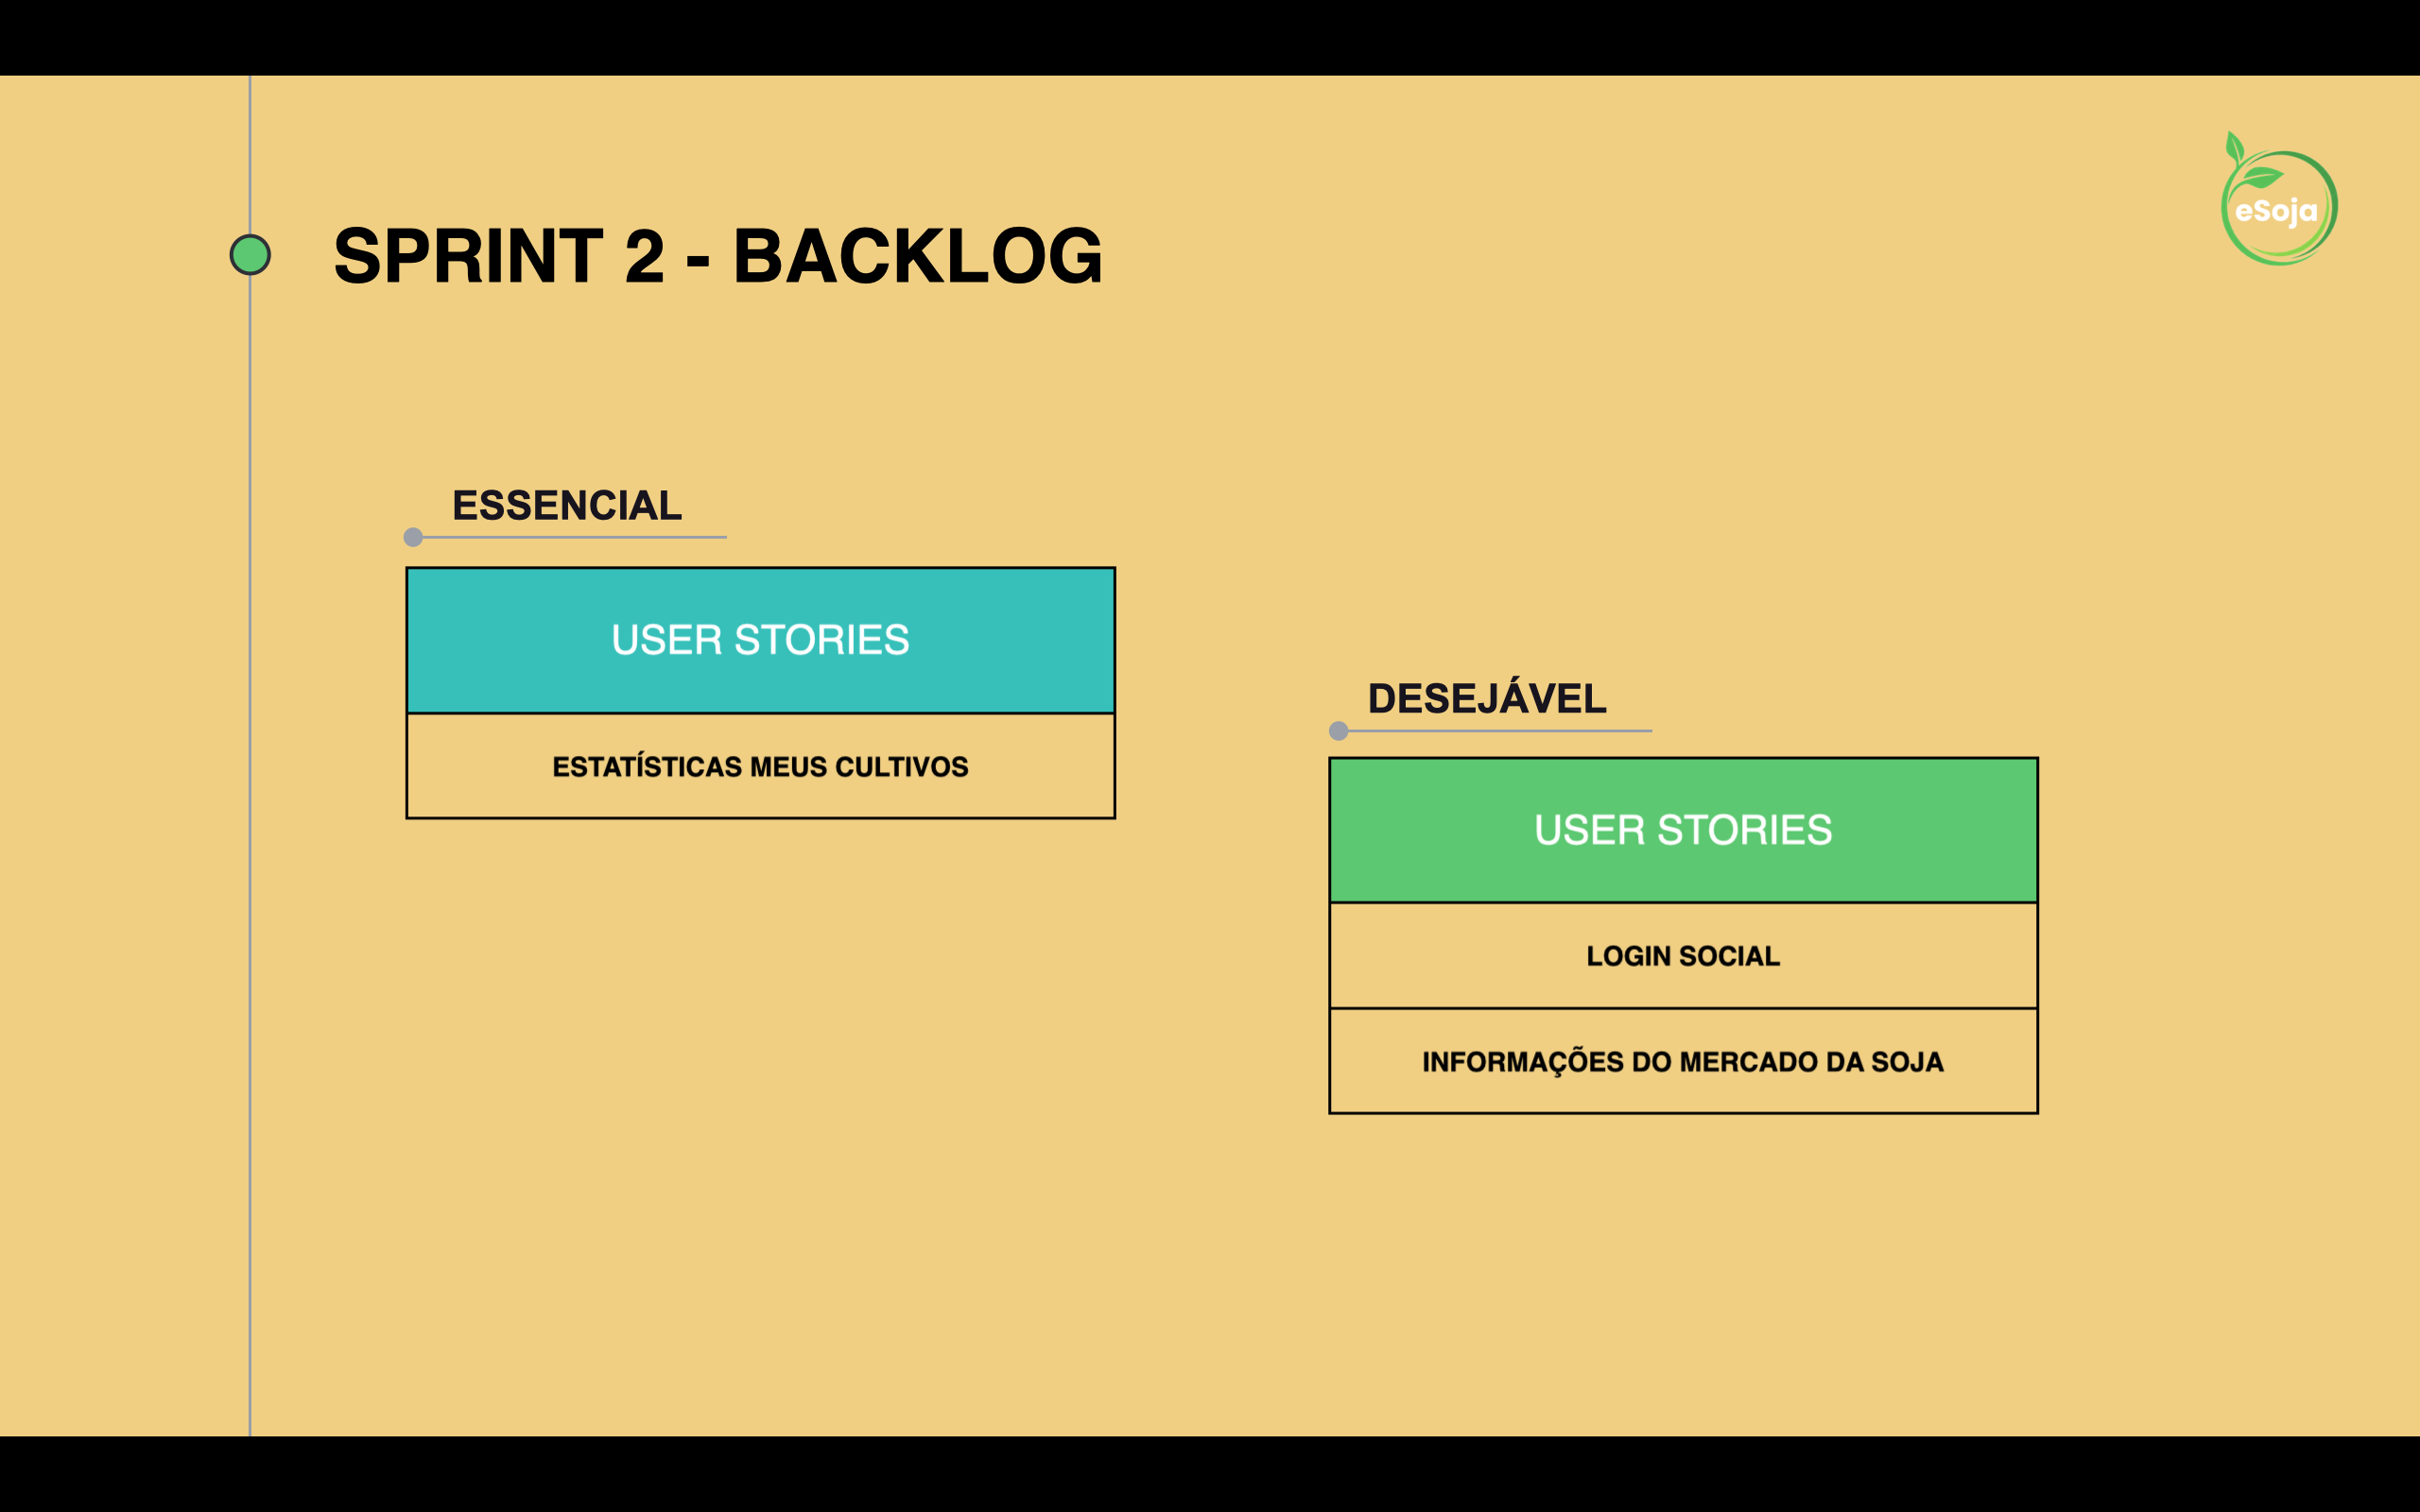 eSoja
SPRINT 2 - BACKLOG
ESSENCIAL
USER STORIES
ESTATÍSTICAS MEUS CULTIVOS
DESEJÁVEL
USER STORIES
LOGIN SOCIAL
INFORMAÇÕES DO MERCADO DA SOJA